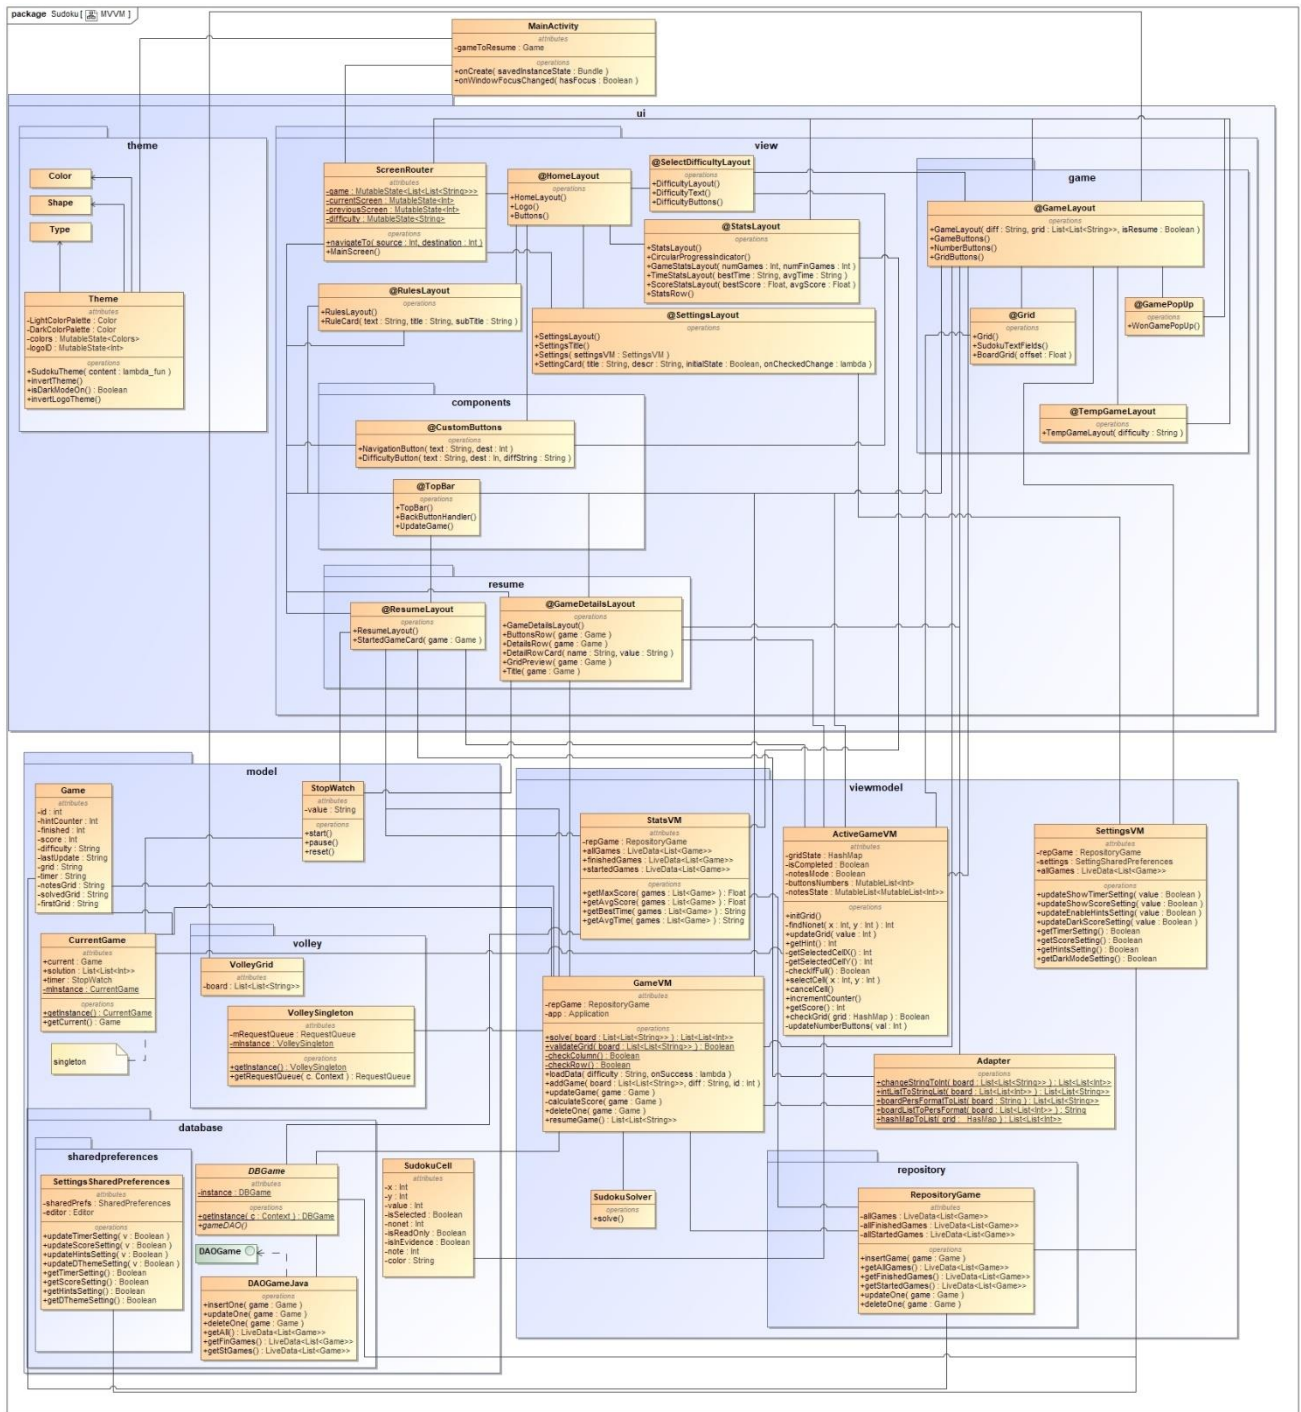 package Sudoku [ MVVM ]
MainActivity
attributes
-gameToResume : Game
operations
+onCreate( savedInstanceState : Bundle )
+onWindowFocusChanged( hasFocus : Boolean )
ui
theme
Color
Shape
Type
Theme
attributes
-LightColorPalette : Color
-DarkColorPalette : Color
-colors : MutableState<Colors>
-logoID : MutableState<Int>
operations
+SudokuTheme( content : lambda_fun )
+invertTheme()
+isDarkModeOn() : Boolean
+invertLogoTheme()
view
ScreenRouter
attributes
-game : MutableState<List<List<String>>>
-currentScreen : MutableState<Int>
-previousScreen : MutableState<Int>
-difficulty : MutableState<String>
operations
+navigateTo( source : Int, destination : Int )
+MainScreen()
@HomeLayout
operations
+HomeLayout()
+Logo()
+Buttons()
@SelectDifficultyLayout
operations
+DifficultyLayout()
+DifficultyText()
+DifficultyButtons()
@StatsLayout
operations
+StatsLayout()
+CircularProgressIndicator()
+GameStatsLayout( numGames : Int, numFinGames : Int )
+TimeStatsLayout( bestTime : String, avgTime : String )
+ScoreStatsLayout( bestScore : Float, avgScore : Float )
+StatsRow()
@RulesLayout
operations
+RulesLayout()
+RuleCard( text : String, title : String, subTitle : String )
@SettingsLayout
operations
+SettingsLayout()
+SettingsTitle()
+Settings( settingsVM : SettingsVM )
+SettingCard( title : String, descr : String, initialState : Boolean, onCheckedChange : lambda )
game
@GameLayout
operations
+GameLayout( diff : String, grid : List<List<String>>, isResume : Boolean )
+GameButtons()
+NumberButtons()
+GridButtons()
@Grid
operations
+Grid()
+SudokuTextFields()
+BoardGrid( offset : Float )
@GamePopUp
operations
+WonGamePopUp()
@TempGameLayout
operations
+TempGameLayout( difficulty : String )
components
@CustomButtons
operations
+NavigationButton( text : String, dest : Int )
+DifficultyButton( text : String, dest : In, diffString : String )
@TopBar
operations
+TopBar()
+BackButtonHandler()
+UpdateGame()
resume
@ResumeLayout
operations
+ResumeLayout()
+StartedGameCard( game : Game )
@GameDetailsLayout
operations
+GameDetailsLayout()
+ButtonsRow( game : Game )
+DetailsRow( game : Game )
+DetailRowCard( name : String, value : String )
+GridPreview( game : Game )
+Title( game : Game )
model
Game
attributes
-id : int
-hintCounter : Int
-finished : Int
-score : Int
-difficulty : String
-lastUpdate : String
-grid : String
-timer : String
-notesGrid : String
-solvedGrid : String
-firstGrid : String
StopWatch
attributes
-value : String
operations
+start()
+pause()
+reset()
CurrentGame
attributes
+current : Game
+solution : List<List<Int>>
+timer : StopWatch
-mInstance : CurrentGame
operations
+getInstance() : CurrentGame
+getCurrent() : Game
singleton
volley
VolleyGrid
attributes
-board : List<List<String>>
VolleySingleton
attributes
-mRequestQueue : RequestQueue
-mInstance : VolleySingleton
operations
+getInstance() : VolleySingleton
+getRequestQueue( c. Context ) : RequestQueue
database
sharedpreferences
SettingsSharedPreferences
attributes
-sharedPrefs : SharedPreferences
-editor : Editor
operations
+updateTimerSetting( v : Boolean )
+updateScoreSetting( v : Boolean )
+updateHintsSetting( v : Boolean )
+updateDThemeSetting( v : Boolean )
+getTimerSetting() : Boolean
+getScoreSetting() : Boolean
+getHintsSetting() : Boolean
+getDThemeSetting() : Boolean
DBGame
attributes
-instance : DBGame
operations
+getInstance( c : Context ) : DBGame
+gameDAO()
DAOGame
DAOGameJava
operations
+insertOne( game : Game )
+updateOne( game : Game )
+deleteOne( game : Game )
+getAll() : LiveData<List<Game>>
+getFinGames() : LiveData<List<Game>>
+getStGames() : LiveData<List<Game>>
SudokuCell
attributes
-x : Int
-y : Int
-value : Int
-isSelected : Boolean
-nonet : Int
-isReadOnly : Boolean
-isInEvidence : Boolean
-note : Int
-color : String
viewmodel
StatsVM
attributes
-repGame : RepositoryGame
-allGames : LiveData<List<Game>>
-finishedGames : LiveData<List<Game>>
-startedGames : LiveData<List<Game>>
operations
+getMaxScore( games : List<Game> ) : Float
+getAvgScore( games : List<Game> ) : Float
+getBestTime( games : List<Game> ) : String
+getAvgTime( games : List<Game> ) : String
ActiveGameVM
attributes
-gridState : HashMap
-isCompleted : Boolean
-notesMode : Boolean
-buttonsNumbers : MutableList<Int>
-notesState : MutableList<MutableList<Int>>
operations
+initGrid()
-findNonet( x : Int, y : Int ) : Int
+updateGrid( value : Int )
+getHint() : Int
-getSelectedCellX() : Int
-getSelectedCellY() : Int
-checkIfFull() : Boolean
+selectCell( x : Int, y : Int )
+cancelCell()
+incrementCounter()
+getScore() : Int
+checkGrid( grid : HashMap ) : Boolean
-updateNumberButtons( val : Int )
SettingsVM
attributes
-repGame : RepositoryGame
-settings : SettingSharedPreferences
+allGames : LiveData<List<Game>>
operations
+updateShowTimerSetting( value : Boolean )
+updateShowScoreSetting( value : Boolean )
+updateEnableHintsSetting( value : Boolean )
+updateDarkScoreSetting( value : Boolean )
+getTimerSetting() : Boolean
+getScoreSetting() : Boolean
+getHintsSetting() : Boolean
+getDarkModeSetting() : Boolean
GameVM
attributes
-repGame : RepositoryGame
-app : Application
operations
+solve( board : List<List<String>> ) : List<List<Int>>
+validateGrid( board : List<List<String>> ) : Boolean
-checkColumn() : Boolean
-checkRow() : Boolean
+loadData( difficulty : String, onSuccess : lambda )
+addGame( board : List<List<String>>, diff : String, id : Int )
+updateGame( game : Game )
-calculateScore( game : Game )
+deleteOne( game : Game )
+resumeGame() : List<List<String>>
Adapter
operations
+changeStringToInt( board : List<List<String>> ) : List<List<Int>>
+intListToStringList( board : List<List<Int>> ) : List<List<String>>
+boardPersFormatToList( board : String ) : List<List<String>>
+boardListToPersFormat( board : List<List<Int>> ) : String
+hashMapToList( grid : HasMap ) : List<List<Int>>
SudokuSolver
operations
+solve()
repository
RepositoryGame
attributes
-allGames : LiveData<List<Game>>
-allFinishedGames : LiveData<List<Game>>
-allStartedGames : LiveData<List<Game>>
operations
+insertGame( game : Game )
+getAllGames() : LiveData<List<Game>>
+getFinishedGames() : LiveData<List<Game>>
+getStartedGames() : LiveData<List<Game>>
+updateOne( game : Game )
+deleteOne( game : Game )